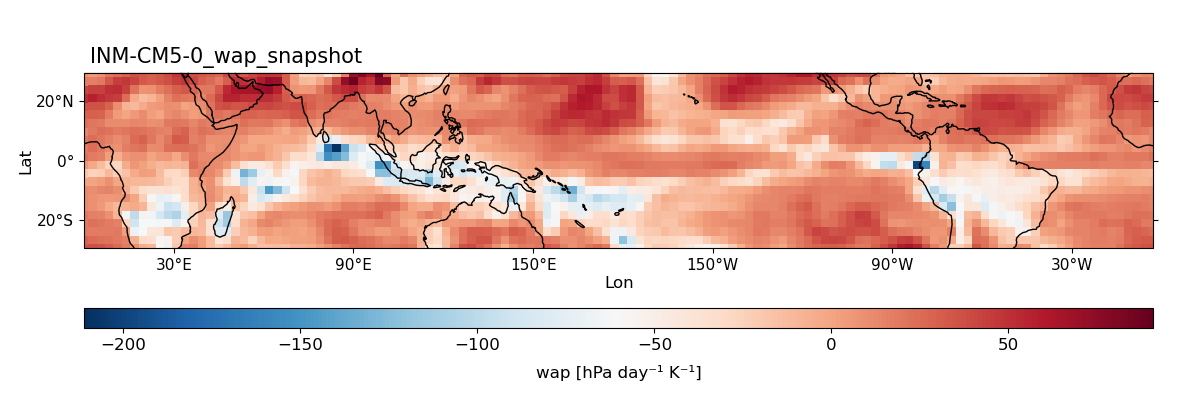 INM-CM5-0_wap_snapshot
Lat
20°N
0°
20°S
30°E
90°E
150°E
150°W
90°W
30°W
Lon
−200
−150
−100
−50
0
50
wap [hPa day⁻¹ K⁻¹]